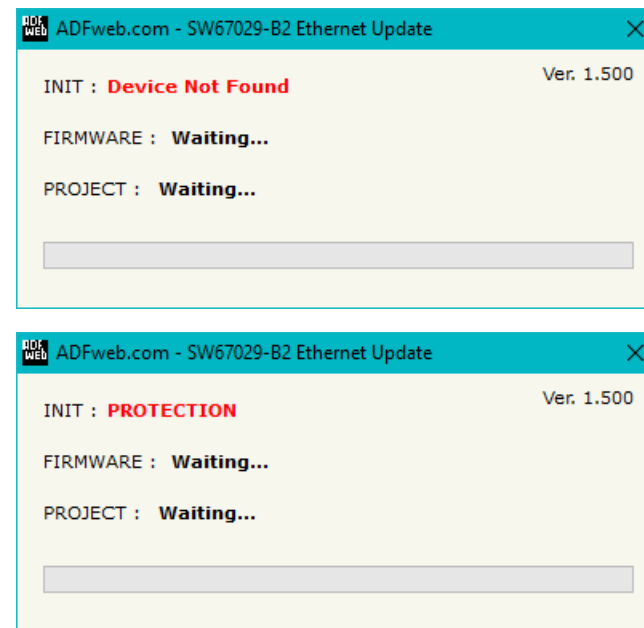 ADF
WEB
ADFweb.com - SW67029-B2 Ethernet Update
Ver. 1.500
INIT : Device Not Found
FIRMWARE : Waiting...
PROJECT : Waiting...
ADF
WEB
ADFweb.com - SW67029-B2 Ethernet Update
Ver. 1.500
INIT : PROTECTION
FIRMWARE : Waiting...
PROJECT : Waiting...